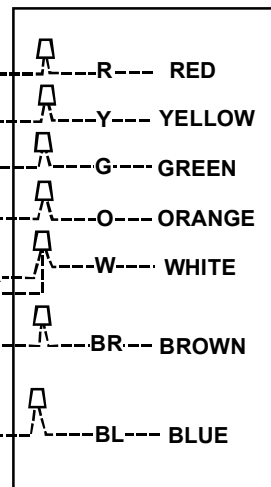 R RED
Y YELLOW
G GREEN
O ORANGE
W WHITE
BR BROWN
BL BLUE